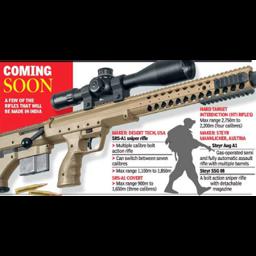 COMING
SOON
A FEW OF THE
RIFLES THAT WILL
BE MADE IN INDIA
MAKER: DESERT TECH, USA
SRS-A1 sniper rifle
Multiple calibre bolt
action rifle
Can switch between seven
calibres
Max range 1,100m to 1,850m
SRS-A1 COVERT
Max range 900m to
1,650m (three calibres)
HARD TARGET
INTERDICTION (HTI RIFLES)
Max range 2,750m to
2,200m (four calibres)
MAKER: STEYR
MANNLICHER, AUSTRIA
Steyr Aug A1
Gas-operated semi
and fully automatic assault
rifle with multiple barrels
Steyr SSG 08
A bolt action sniper rifle
with detachable
magazine